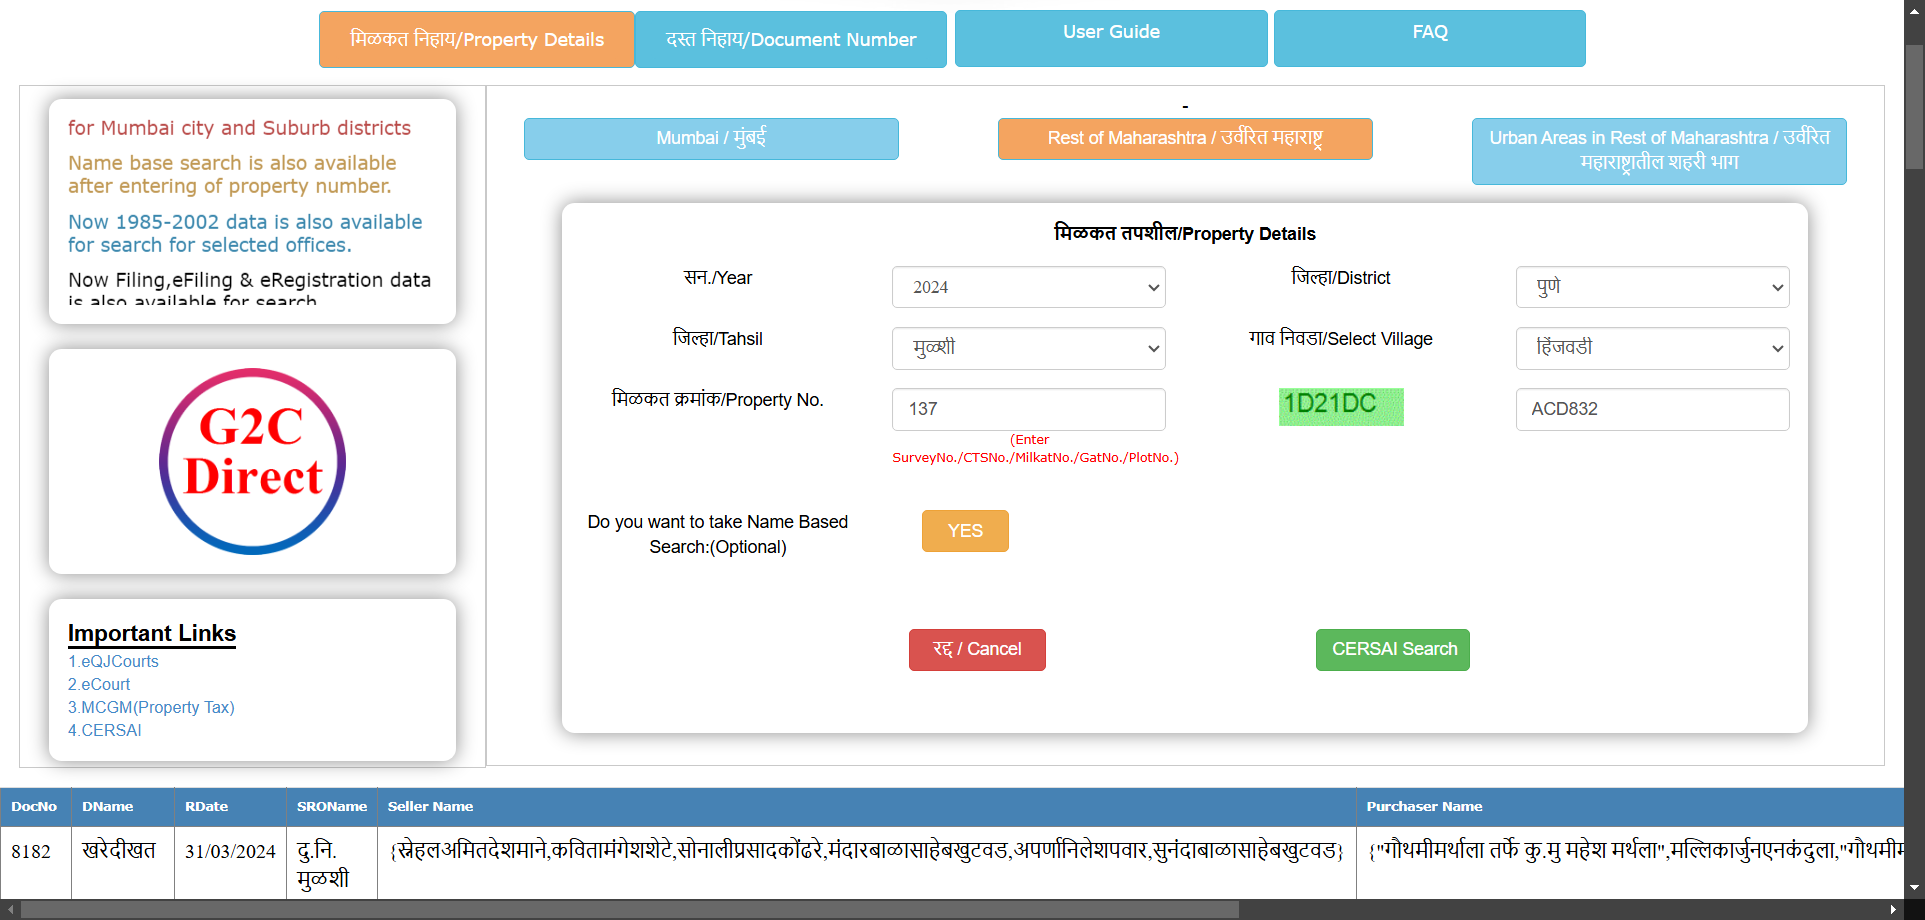 मिळकत निहाय/Property Details
दस्त निहाय/Document Number
User Guide
FAQ
for Mumbai city and Suburb districts
Name base search is also available
after entering of property number.
Now 1985-2002 data is also available
for search for selected offices.
Now Filing,eFiling & eRegistration data
is also available for search
G2C
Direct
Important Links
1.eQJCourts
2.eCourt
3.MCGM(Property Tax)
4.CERSAI
-
Mumbai / मुंबई
Rest of Maharashtra / उर्वरित महाराष्ट्र
Urban Areas in Rest of Maharashtra / उर्वरित
महाराष्ट्रातील शहरी भाग
मिळकत तपशील/Property Details
सन./Year
2024
जिल्हा/District
पुणे
जिल्हा/Tahsil
मुळशी
गाव निवडा/Select Village
हिंजवडी
मिळकत क्रमांक/Property No.
137
1D21DC
ACD832
(Enter
SurveyNo./CTSNo./MilkatNo./GatNo./PlotNo.)
Do you want to take Name Based
Search:(Optional)
YES
रद्द / Cancel
CERSAI Search
DocNo DName RDate SROName Seller Name Purchaser Name
8182 खरेदीखत 31/03/2024 दु.नि. {स्नेहलअमितदेशमाने,कवितामंगेशशेटे,सोनालीप्रसादकोंढरे,मंदारबाळासाहेबखुटवड,अपर्णानिलेशपवार,सुनंदाबाळासाहेबखुटवड} {"गौथमीमर्थाला तर्फे कु.मु महेश मर्थला",मल्लिकार्जुनएनकंदुला,"गौथमी
मुळशी